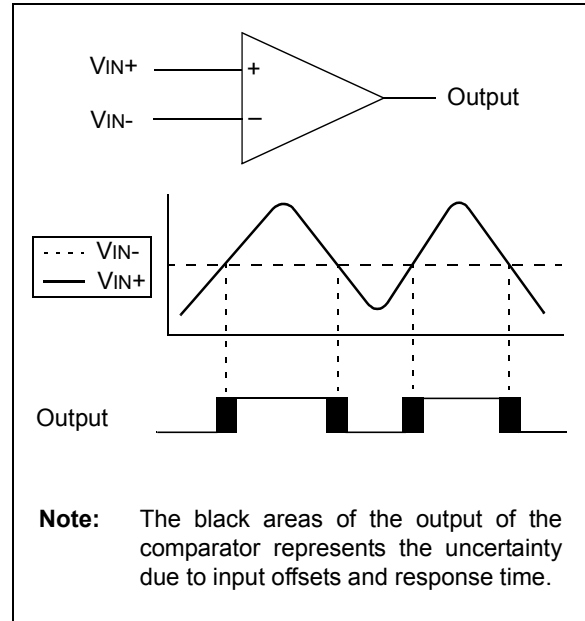 VIN+
+
Output
VIN-
–
VIN-
VIN+
Output
Note: The black areas of the output of the
comparator represents the uncertainty
due to input offsets and response time.